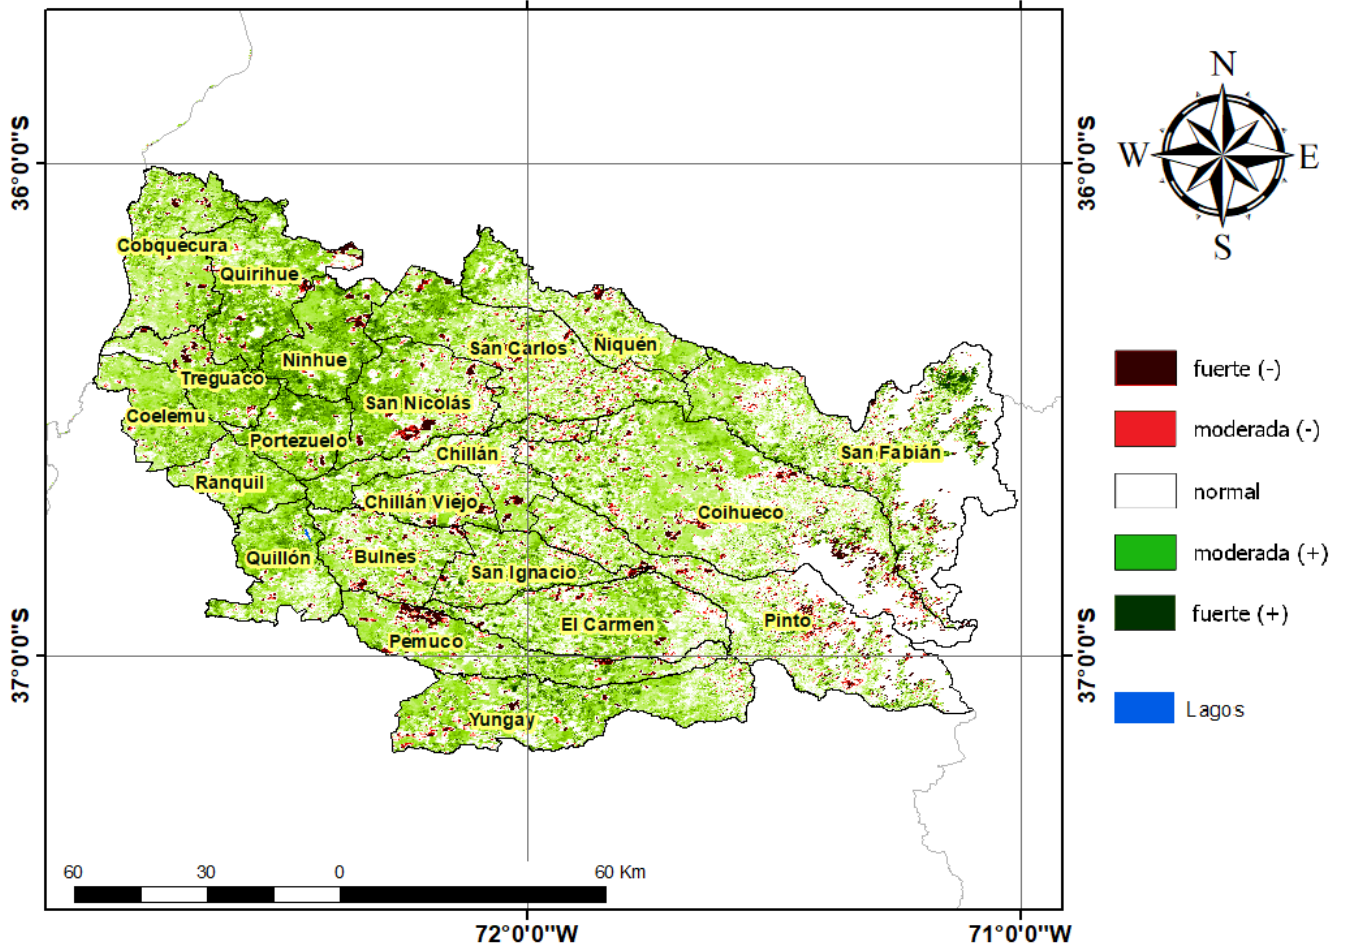 36°0'0"S
36°0'0"S
N
W
E
S
Cobquecura
Quirihue
San Carlos
Ñiquén
Ninhue
Treguaco
San Nicolás
Coelemu
Portezuelo
Chillán
San Fabián
Ranquil
Chillán Viejo
Coihueco
Quillón
Bulnes
San Ignacio
El Carmen
Pinto
Pemuco
Yungay
37°0'0"S
37°0'0"S
fuerte (-)
moderada (-)
normal
moderada (+)
fuerte (+)
Lagos
60 30 0 60 Km
72°0'0"W
71°0'0"W